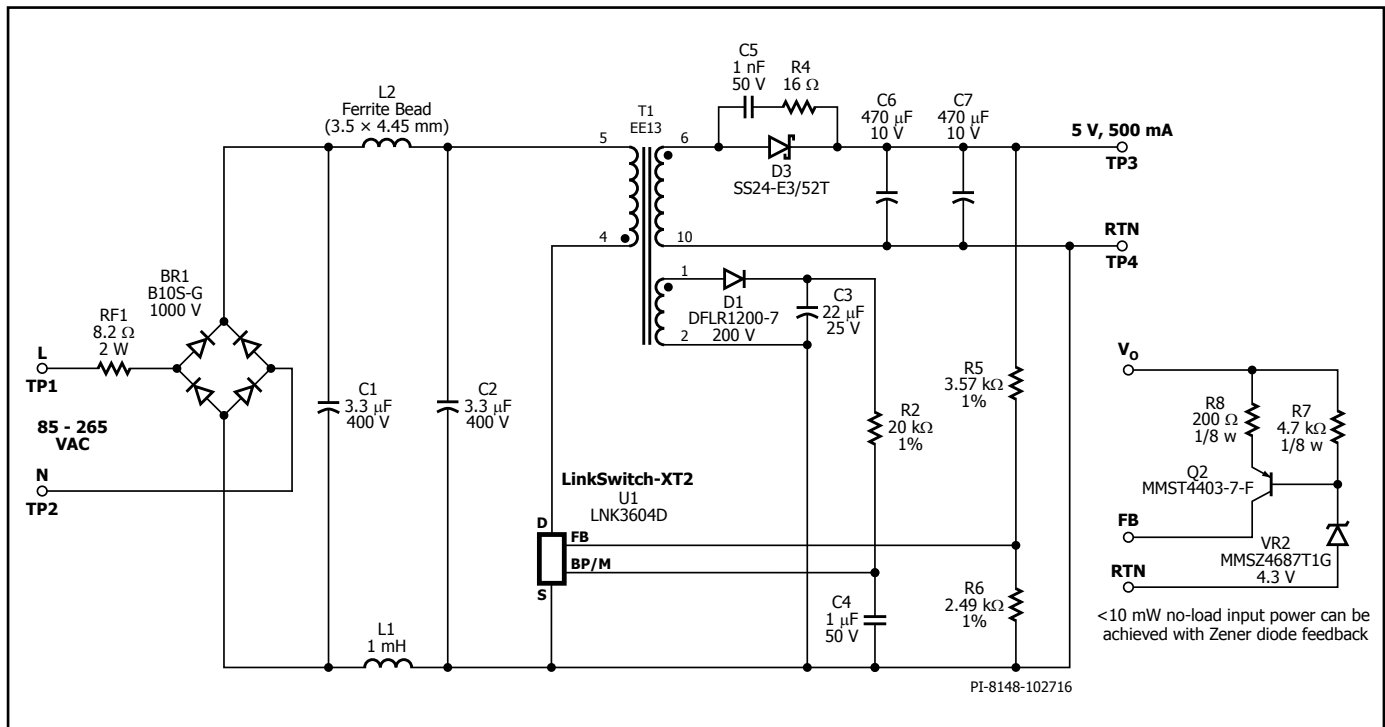 L2
Ferrite Bead
(3.5 × 4.45 mm)
C5
1 nF
50 V
R4
16 Ω
T1
EE13
5
4
6
10
1
2
D3
SS24-E3/52T
C6
470 μF
10 V
C7
470 μF
10 V
5 V, 500 mA
TP3
RTN
TP4
BR1
B10S-G
1000 V
RF1
8.2 Ω
2 W
L
TP1
85 - 265
VAC
N
TP2
C1
3.3 μF
400 V
C2
3.3 μF
400 V
D1
DFLR1200-7
200 V
C3
22 μF
25 V
R2
20 kΩ
1%
R5
3.57 kΩ
1%
LinkSwitch-XT2
U1
LNK3604D
D
FB
BP/M
S
C4
1 μF
50 V
R6
2.49 kΩ
1%
L1
1 mH
VO
R8
200 Ω
1/8 w
R7
4.7 kΩ
1/8 w
Q2
MMST4403-7-F
FB
VR2
MMSZ4687T1G
4.3 V
RTN
<10 mW no-load input power can be
achieved with Zener diode feedback
PI-8148-102716